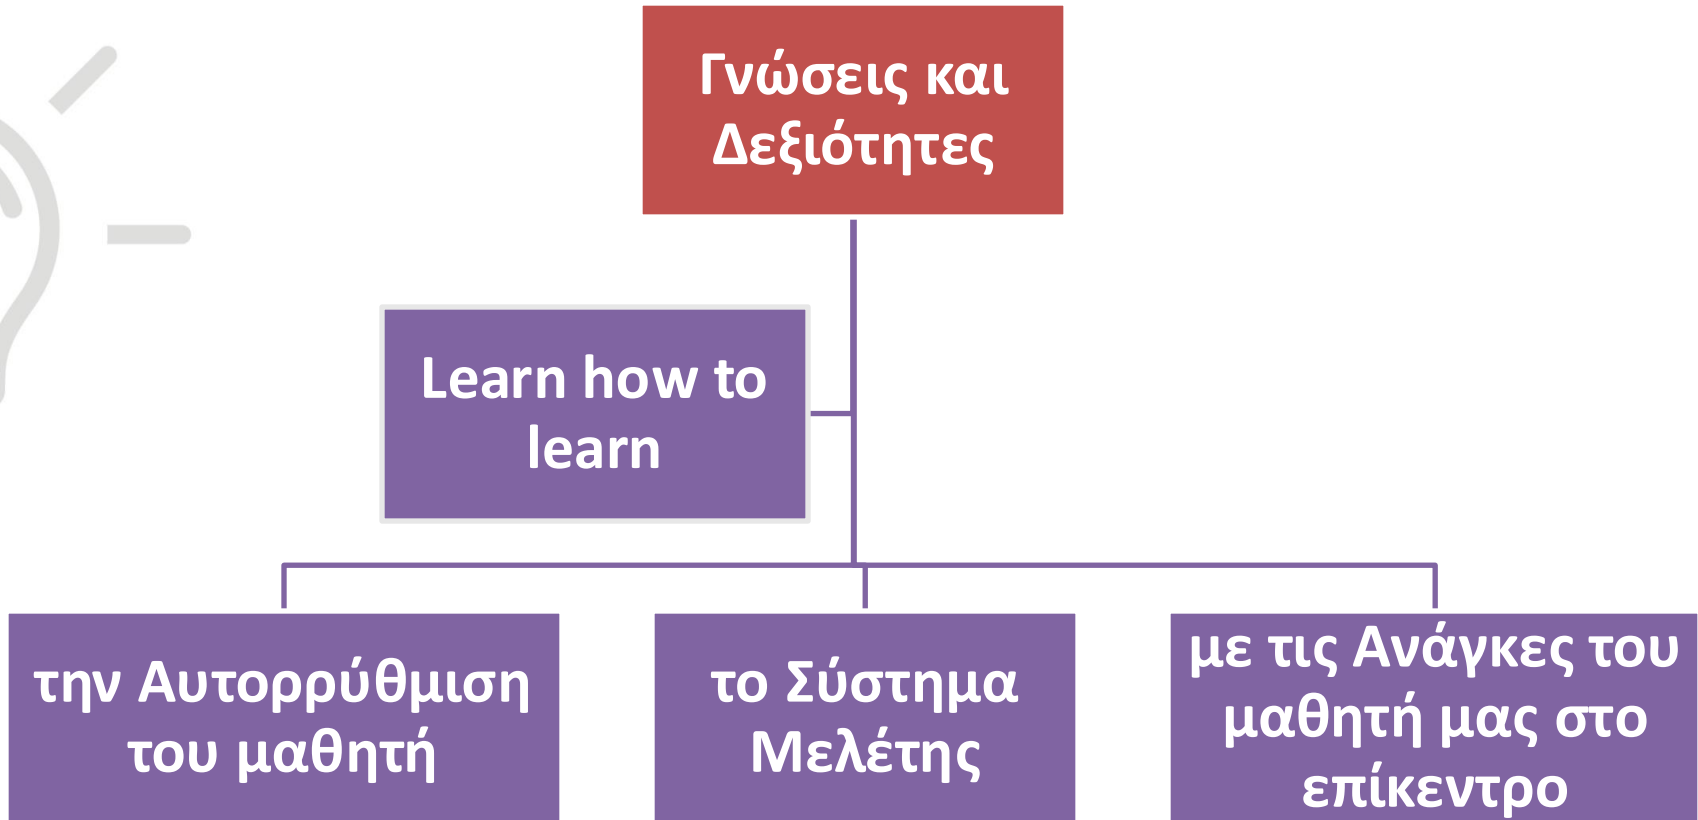 Γνώσεις και
Δεξιότητες
Learn how to
learn
την Αυτορρύθμιση
του μαθητή
το Σύστημα
Μελέτης
με τις Ανάγκες του
μαθητή μας στο
επίκεντρο